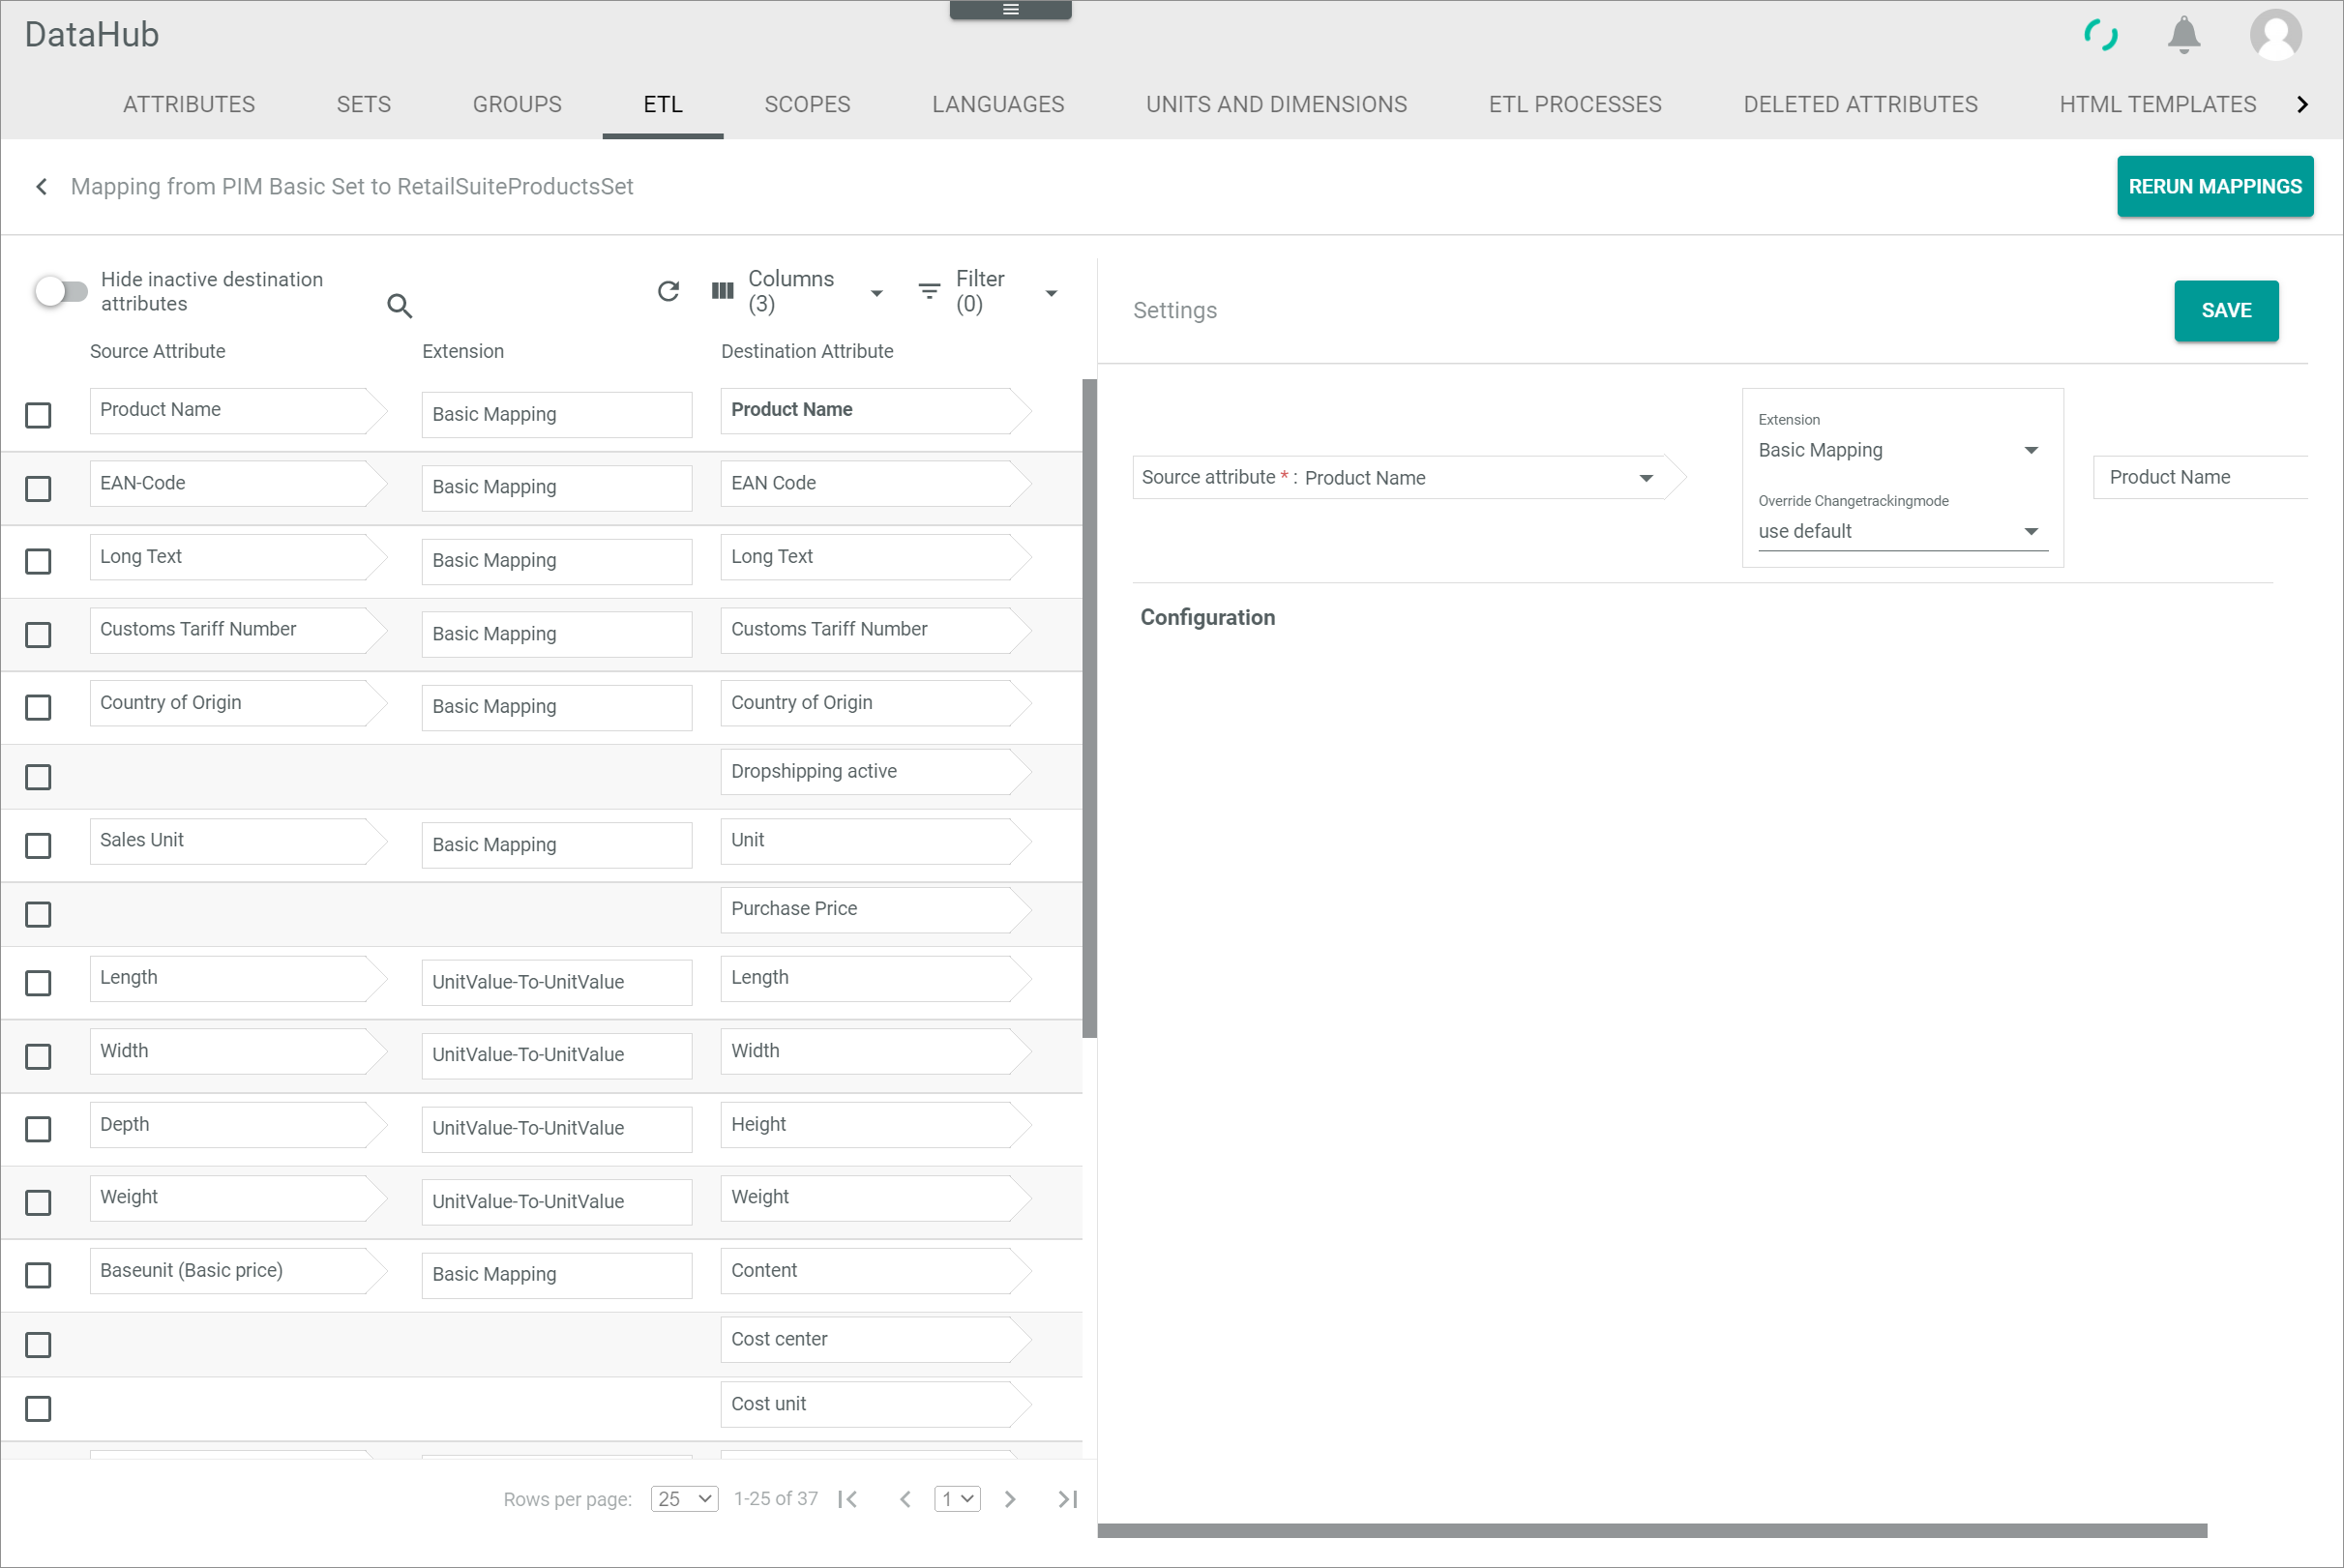 DataHub
ATTRIBUTES SETS GROUPS ETL SCOPES LANGUAGES UNITS AND DIMENSIONS ETL PROCESSES DELETED ATTRIBUTES HTML TEMPLATES
Mapping from PIM Basic Set to RetailSuiteProductsSet
RERUN MAPPINGS
Hide inactive destination
attributes
Columns
(3)
Filter
(0)
Source Attribute Extension Destination Attribute
Product Name Basic Mapping Product Name
EAN-Code Basic Mapping EAN Code
Long Text Basic Mapping Long Text
Customs Tariff Number Basic Mapping Customs Tariff Number
Country of Origin Basic Mapping Country of Origin
Dropshipping active
Sales Unit Basic Mapping Unit
Purchase Price
Length UnitValue-To-UnitValue Length
Width UnitValue-To-UnitValue Width
Depth UnitValue-To-UnitValue Height
Weight UnitValue-To-UnitValue Weight
Baseunit (Basic price) Basic Mapping Content
Cost center
Cost unit
Rows per page: 25 1-25 of 37 1
Settings
SAVE
Source attribute * : Product Name
Extension
Basic Mapping
Override Changetrackingmode
use default
Product Name
Configuration